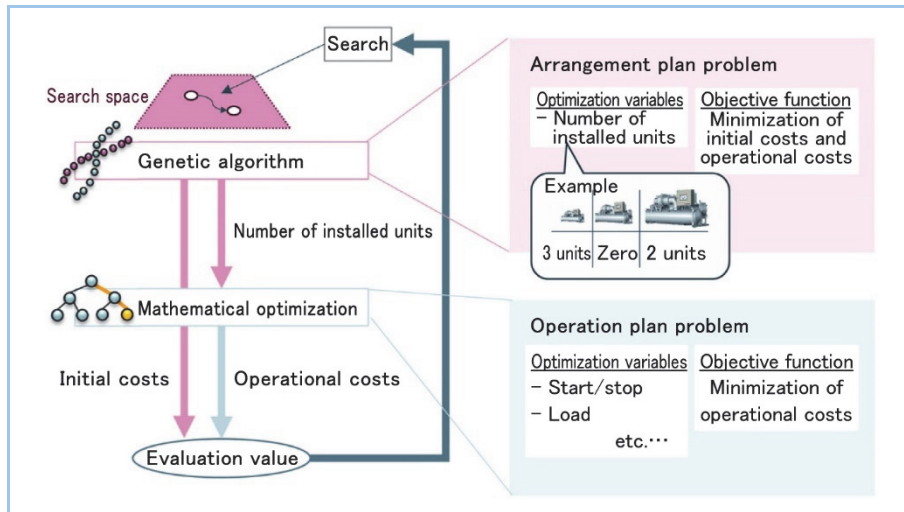 Search
Search space
Genetic algorithm
Number of installed units
Mathematical optimization
Initial costs
Operational costs
Evaluation value
Arrangement plan problem
Optimization variables
- Number of
installed units
Objective function
Minimization of
initial costs and
operational costs
Example
3 units Zero 2 units
Operation plan problem
Optimization variables
- Start/stop
- Load
etc.…
Objective function
Minimization of
operational costs